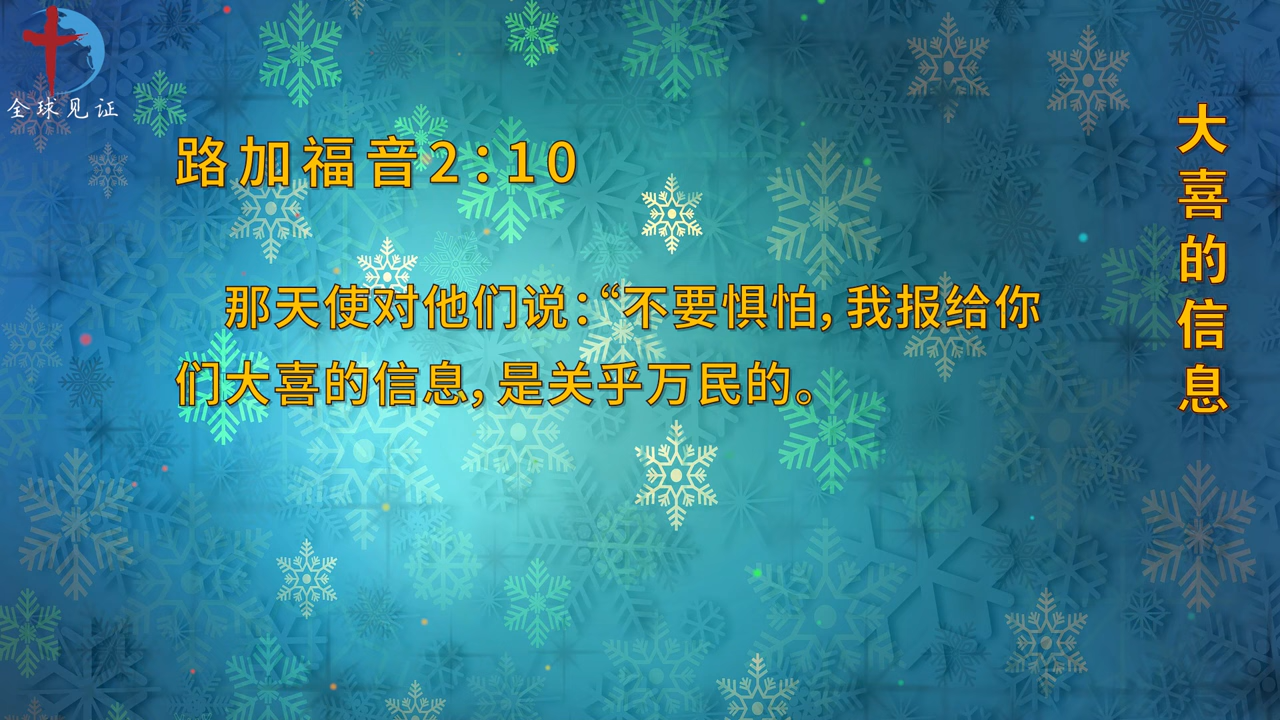 全球见证
路加福音2：10
那天使对他们说：“不要惧怕，我报给你
们大喜的信息，是关乎万民的。
大喜的信息